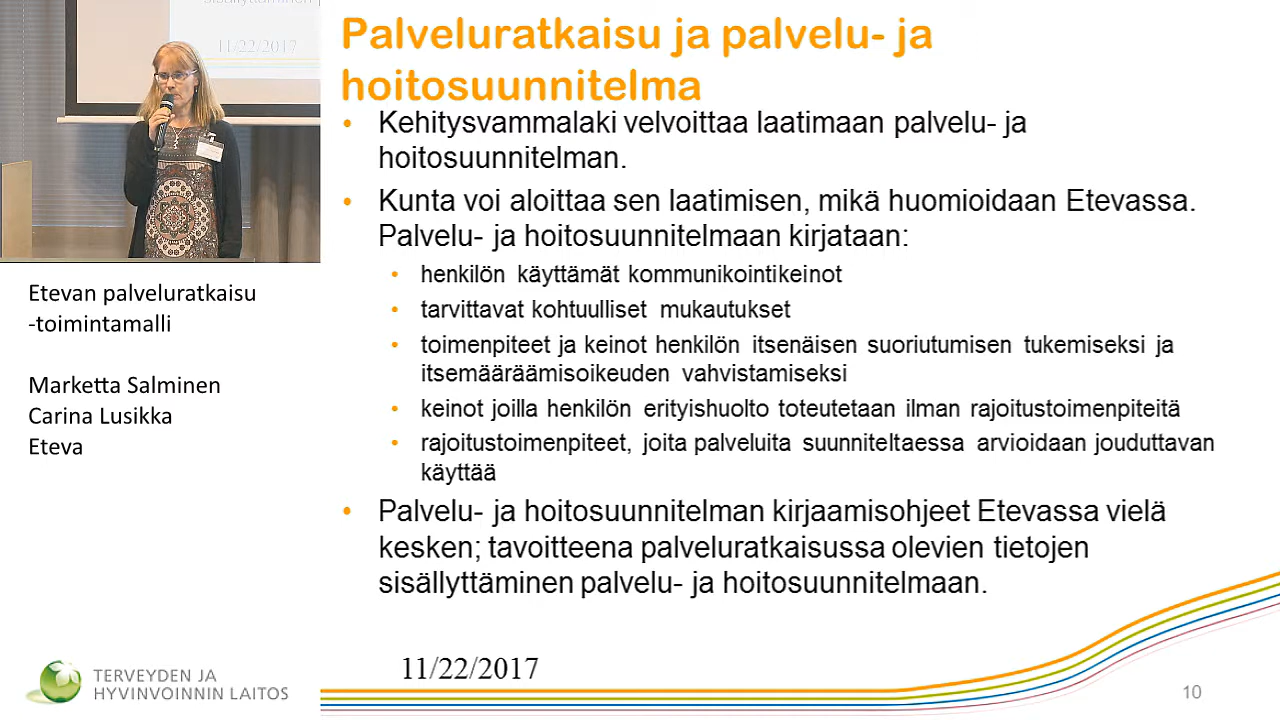 sisällyttäminen
11/22/2017
Palveluratkaisu ja palvelu- ja
hoitosuunnitelma
• Kehitysvammalaki velvoittaa laatimaan palvelu- ja
hoitosuunnitelman.
• Kunta voi aloittaa sen laatimisen, mikä huomioidaan Etevassa.
Palvelu- ja hoitosuunnitelmaan kirjataan:
• henkilön käyttämät kommunikointikeinot
• tarvittavat kohtuulliset mukautukset
• toimenpiteet ja keinot henkilön itsenäisen suoriutumisen tukemiseksi ja
itsemääräämisoikeuden vahvistamiseksi
• keinot joilla henkilön erityishuolto toteutetaan ilman rajoitustoimenpiteitä
• rajoitustoimenpiteet, joita palveluita suunniteltaessa arvioidaan jouduttavan
käyttää
• Palvelu- ja hoitosuunnitelman kirjaamisohjeet Etevassa vielä
kesken; tavoitteena palveluratkaisussa olevien tietojen
sisällyttäminen palvelu- ja hoitosuunnitelmaan.
Etevan palveluratkaisu
-toimintamalli
Marketta Salminen
Carina Lusikka
Eteva
TERVEYDEN JA
HYVINVOINNIN LAITOS
11/22/2017
10